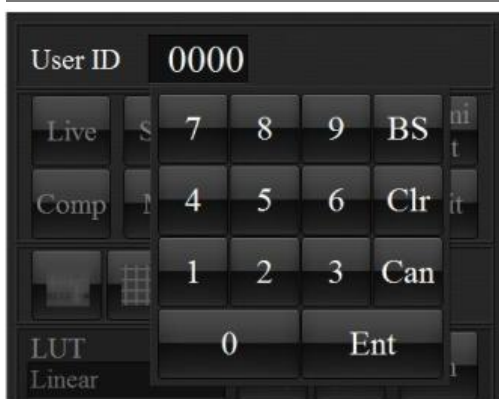 User ID 0000
Live
7 8 9 BS
Comp
4 5 6 Clr
1 2 3 Can
0 Ent
LUT
Linear